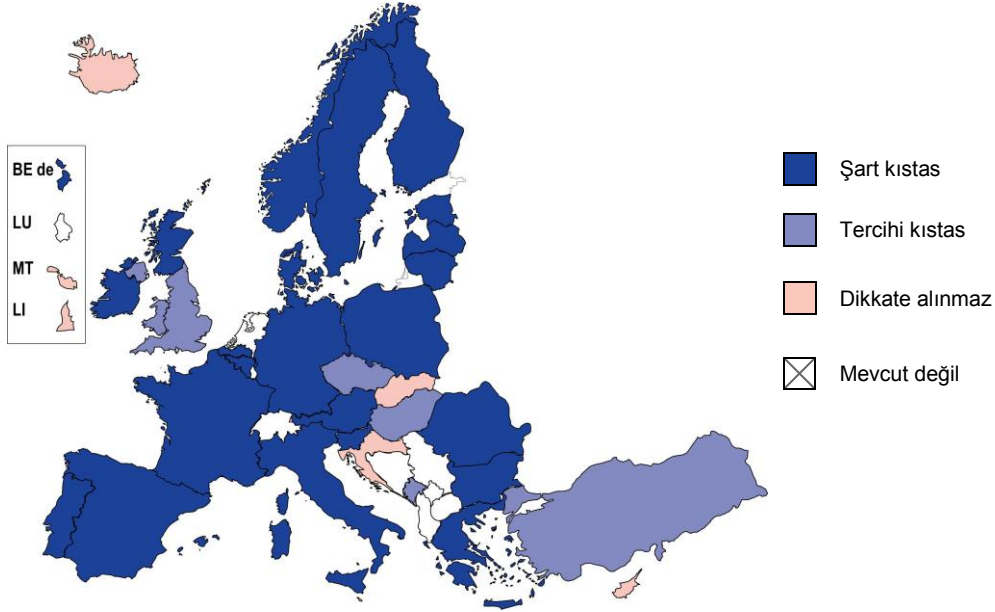 BE de
LU
MT
LI
Şart kıstas
Tercihi kıstas
Dikkate alınmaz
Mevcut değil